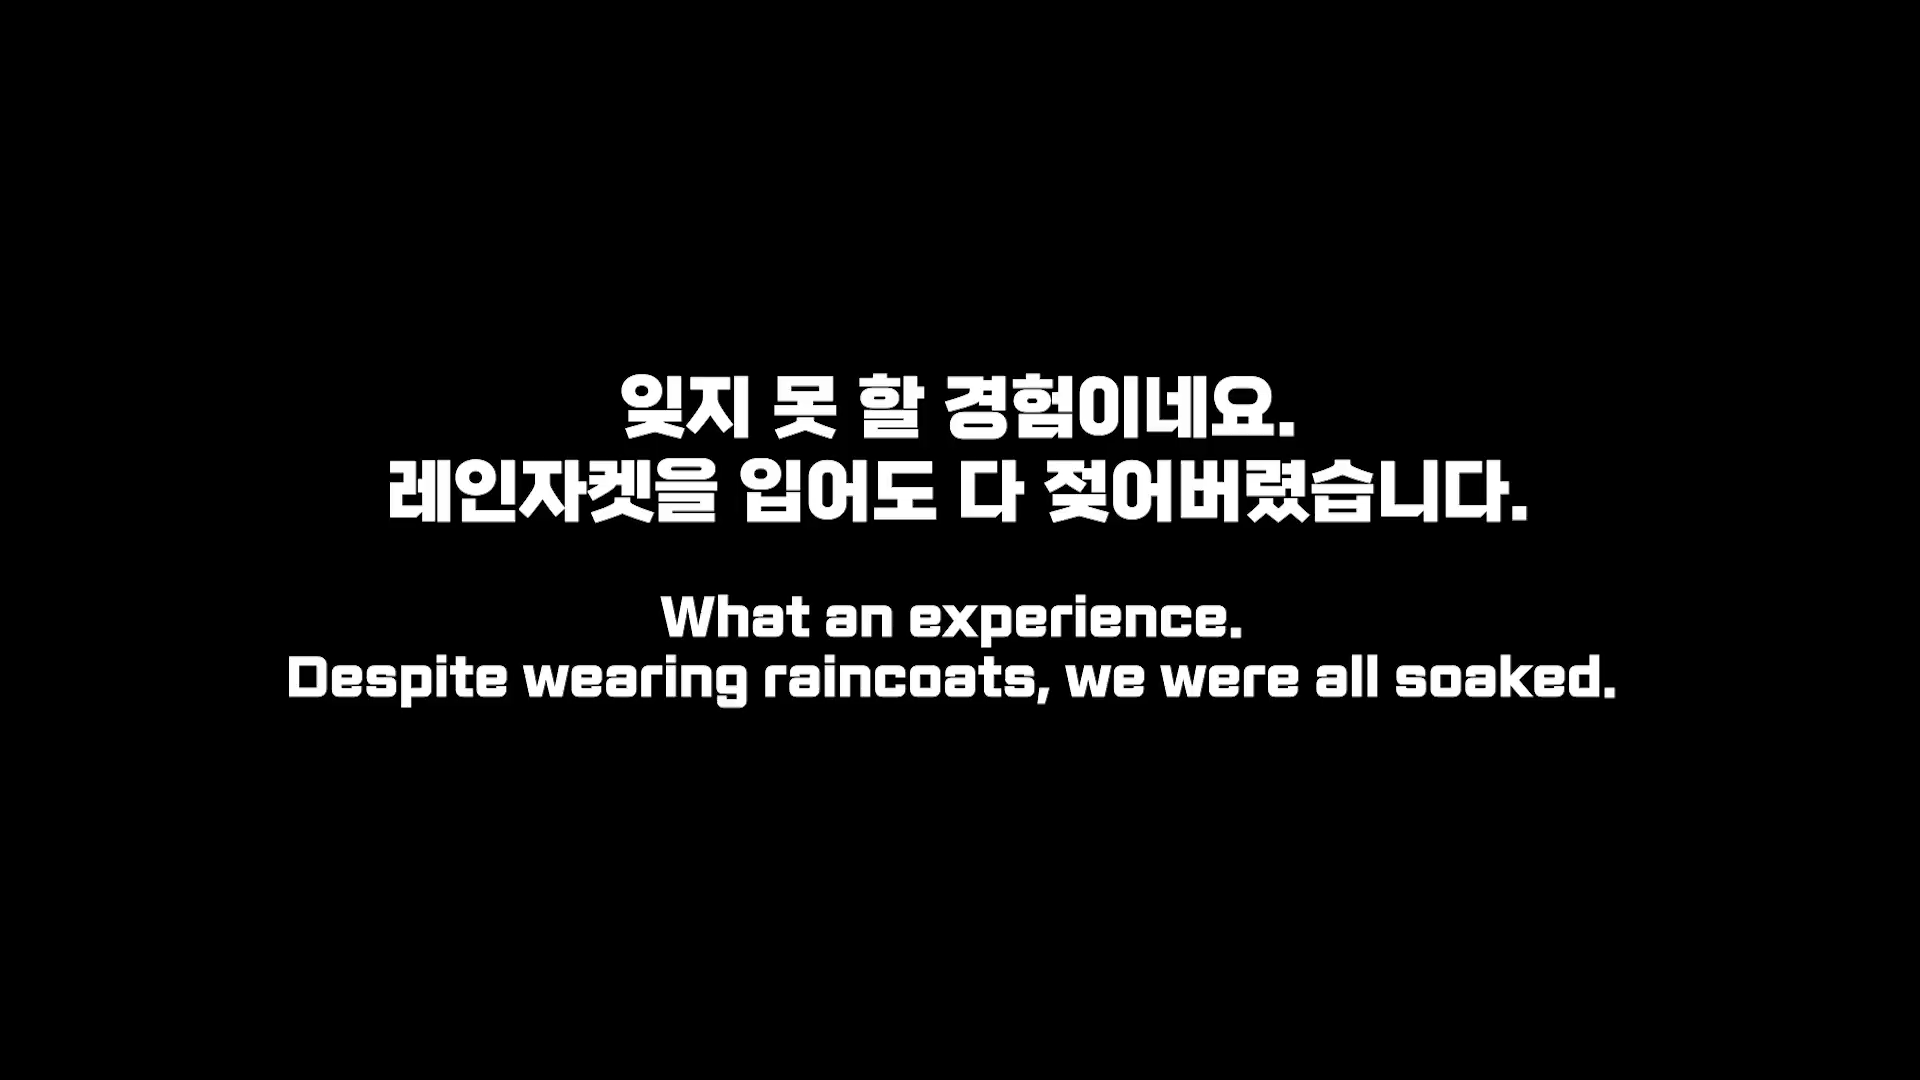 잊지 못 할 경험이네요.
레인자켓을 입어도 다 젖어버렸습니다.
What an experience.
Despite wearing raincoats, we were all soaked.